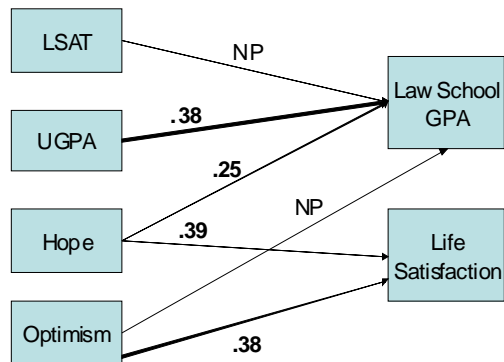 LSAT
NP
Law School
GPA
UGPA
.38
.25
NP
Hope
.39
Life
Satisfaction
Optimism
.38